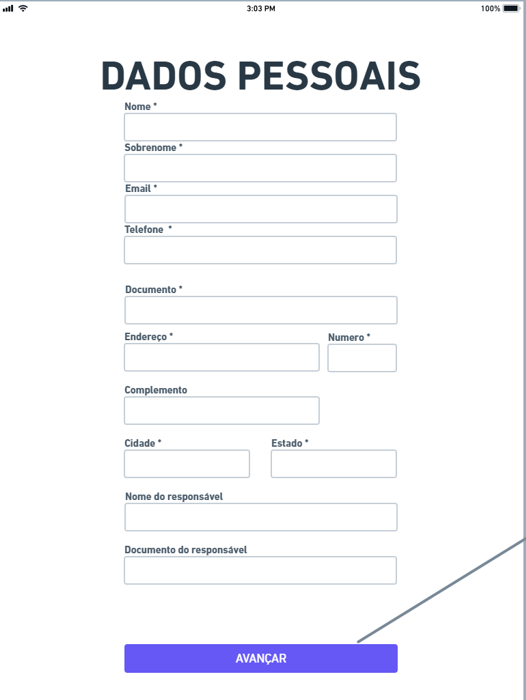 3:03 PM
100%
DADOS PESSOAIS
Nome *
Sobrenome *
Email *
Telefone *
Documento *
Endereço *
Numero *
Complemento
Cidade *
Estado *
Nome do responsável
Documento do responsável
AVANÇAR